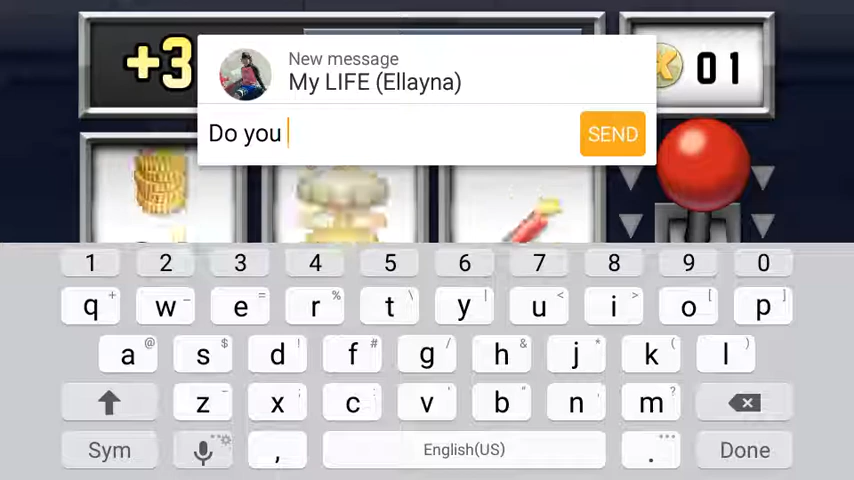 +3
New message
01
My LIFE (Ellayna)
Do you
SEND
1 2 3 4 5 6 7 8 9 0
q + w - e = r % t \ y | u < i > o [ p ]
a @ s $ d ! f # g / h & j * k ( l )
z ~ x ; c : v ' b " n , m ?
Sym , English(US) . Done